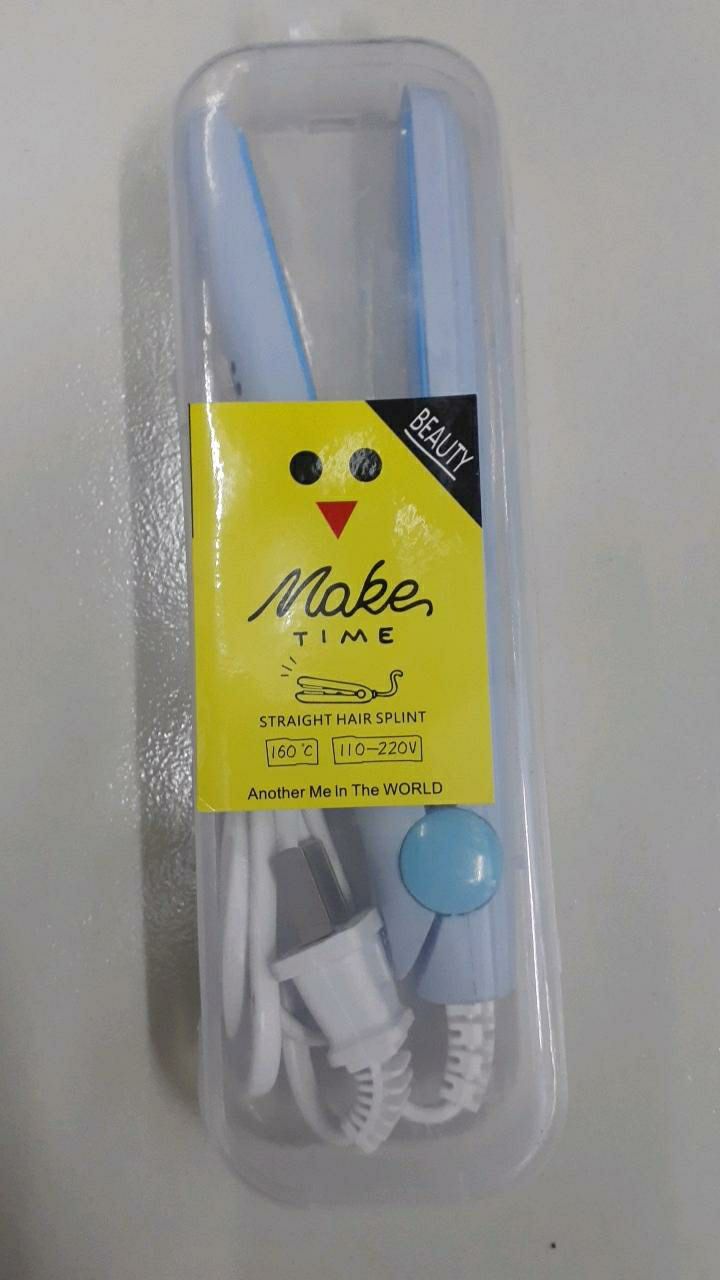 BEAUTY
Make
TIME
STRAIGHT HAIR SPLINT
160°C 110-220V
Another Me In The WORLD